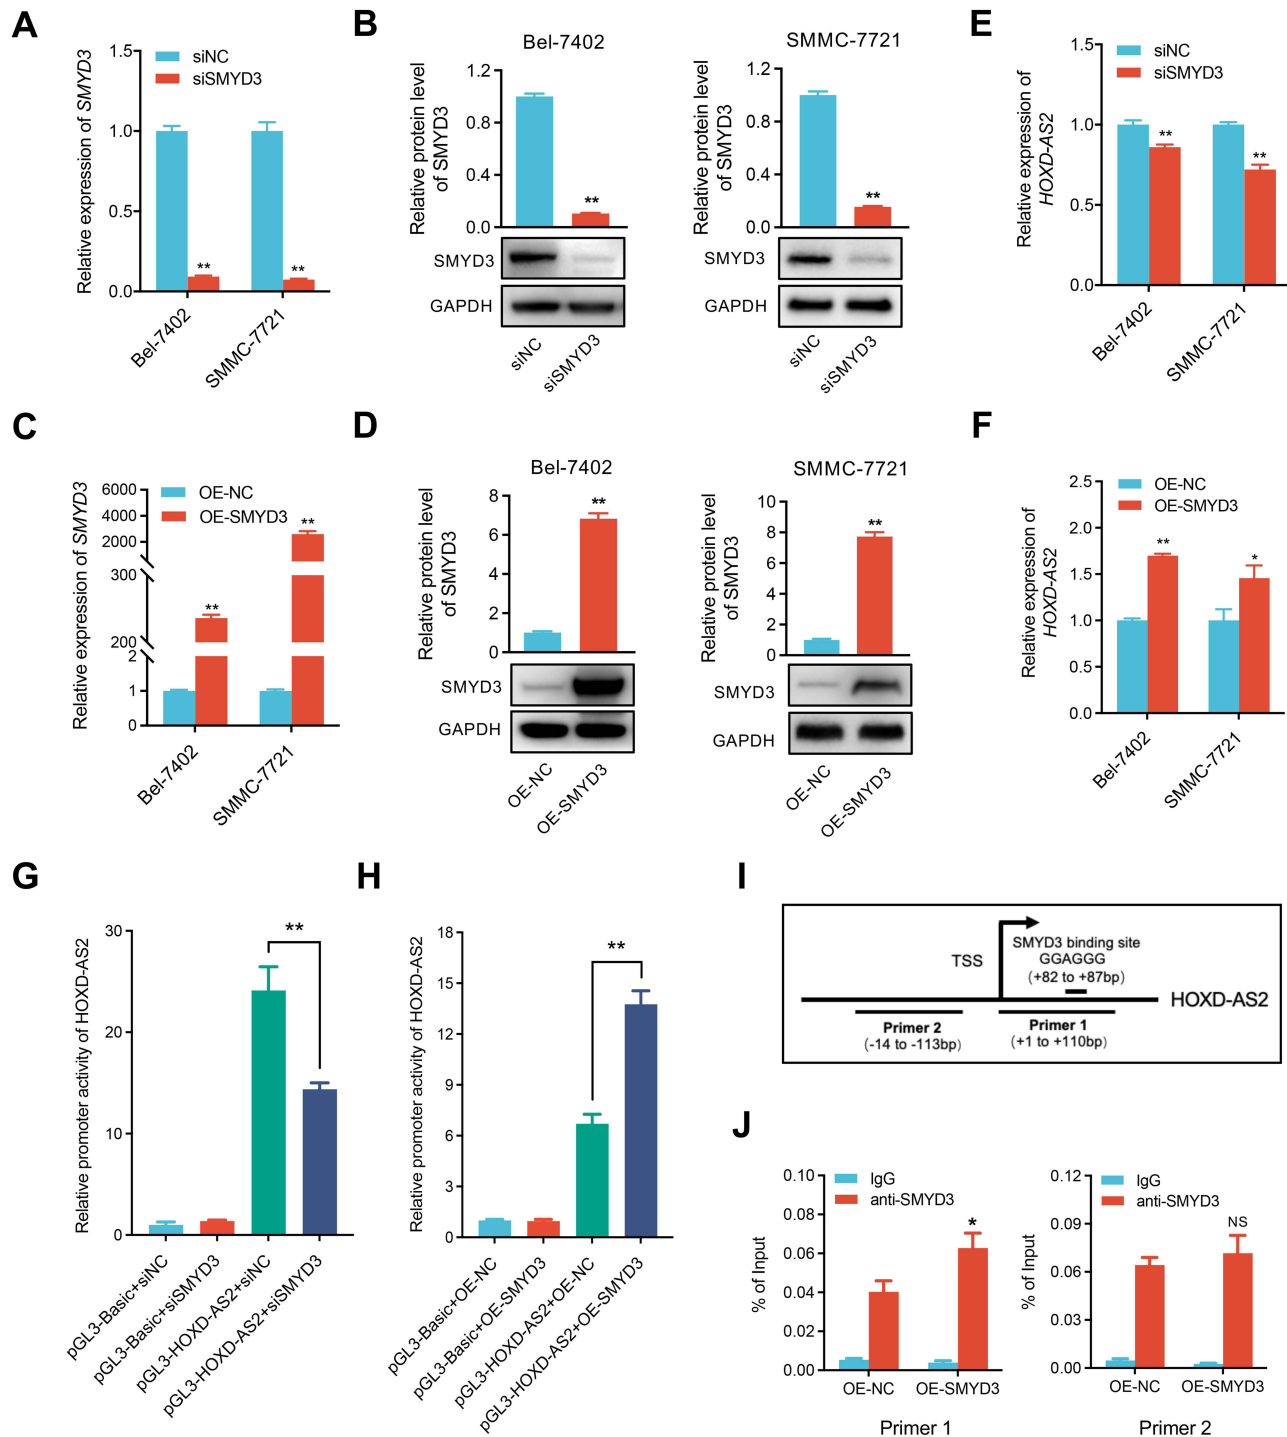 A
Relative expression of SMYD3
1.5
1.0
0.5
0.0
siNC
siSMYD3
**
**
Bel-7402
SMMC-7721
B
Bel-7402
Relative protein level
of SMYD3
1.2
0.8
0.4
0.0
**
SMYD3
GAPDH
siNC
siSMYD3
SMMC-7721
Relative protein level
of SMYD3
1.2
0.8
0.4
0.0
**
SMYD3
GAPDH
siNC
siSMYD3
E
Relative expression of
HOXD-AS2
1.5
1.0
0.5
0.0
siNC
siSMYD3
**
**
Bel-7402
SMMC-7721
C
Relative expression of SMYD3
6000
4000
2000
300
200
2
1
0
OE-NC
OE-SMYD3
**
**
Bel-7402
SMMC-7721
D
Bel-7402
Relative protein level
of SMYD3
8
6
4
2
0
**
SMYD3
GAPDH
OE-NC
OE-SMYD3
SMMC-7721
Relative protein level
of SMYD3
10
8
6
4
2
0
**
SMYD3
GAPDH
OE-NC
OE-SMYD3
F
Relative expression of
HOXD-AS2
2.5
2.0
1.5
1.0
0.5
0.0
OE-NC
OE-SMYD3
**
*
Bel-7402
SMMC-7721
G
Relative promoter activity of HOXD-AS2
30
20
10
0
**
pGL3-Basic+siNC
pGL3-Basic+siSMYD3
pGL3-HOXD-AS2+siNC
pGL3-HOXD-AS2+siSMYD3
H
Relative promoter activity of HOXD-AS2
18
15
12
9
6
3
0
**
pGL3-Basic+OE-NC
pGL3-Basic+OE-SMYD3
pGL3-HOXD-AS2+OE-NC
pGL3-HOXD-AS2+OE-SMYD3
I
TSS
SMYD3 binding site
GGAGGG
(+82 to +87bp)
HOXD-AS2
Primer 2
(-14 to -113bp)
Primer 1
(+1 to +110bp)
J
% of Input
0.10
0.08
0.06
0.04
0.02
0.00
IgG
anti-SMYD3
*
OE-NC
OE-SMYD3
Primer 1
% of Input
0.12
0.09
0.06
0.03
0.00
IgG
anti-SMYD3
NS
OE-NC
OE-SMYD3
Primer 2